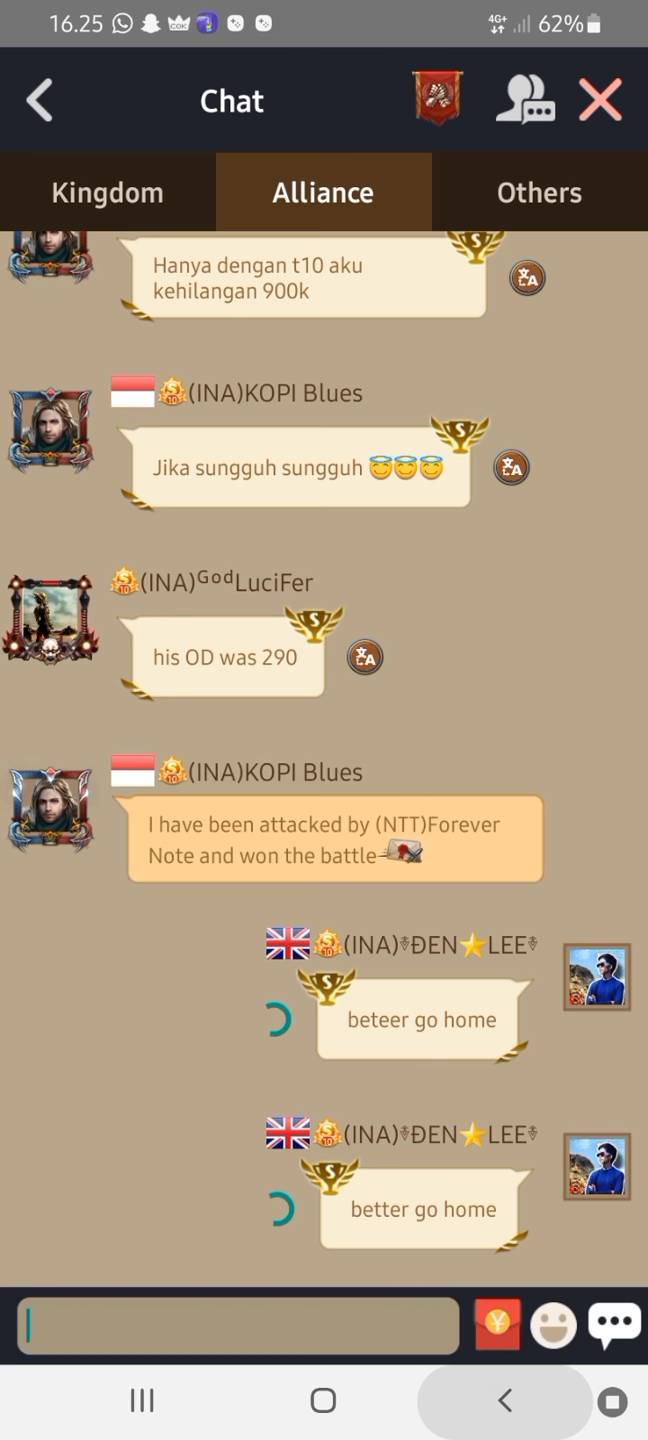 16.25
4G+
62%
Chat
Kingdom
Alliance
Others
Hanya dengan t10 aku
kehilangan 900k
(INA)KOPI Blues
Jika sungguh sungguh 😇😇😇
(INA)ᴳᵒᵈLuciFer
his OD was 290
(INA)KOPI Blues
I have been attacked by (NTT)Forever
Note and won the battle
(INA)☦ĐEN⭐LEE☦
beteer go home
(INA)☦ĐEN⭐LEE☦
better go home